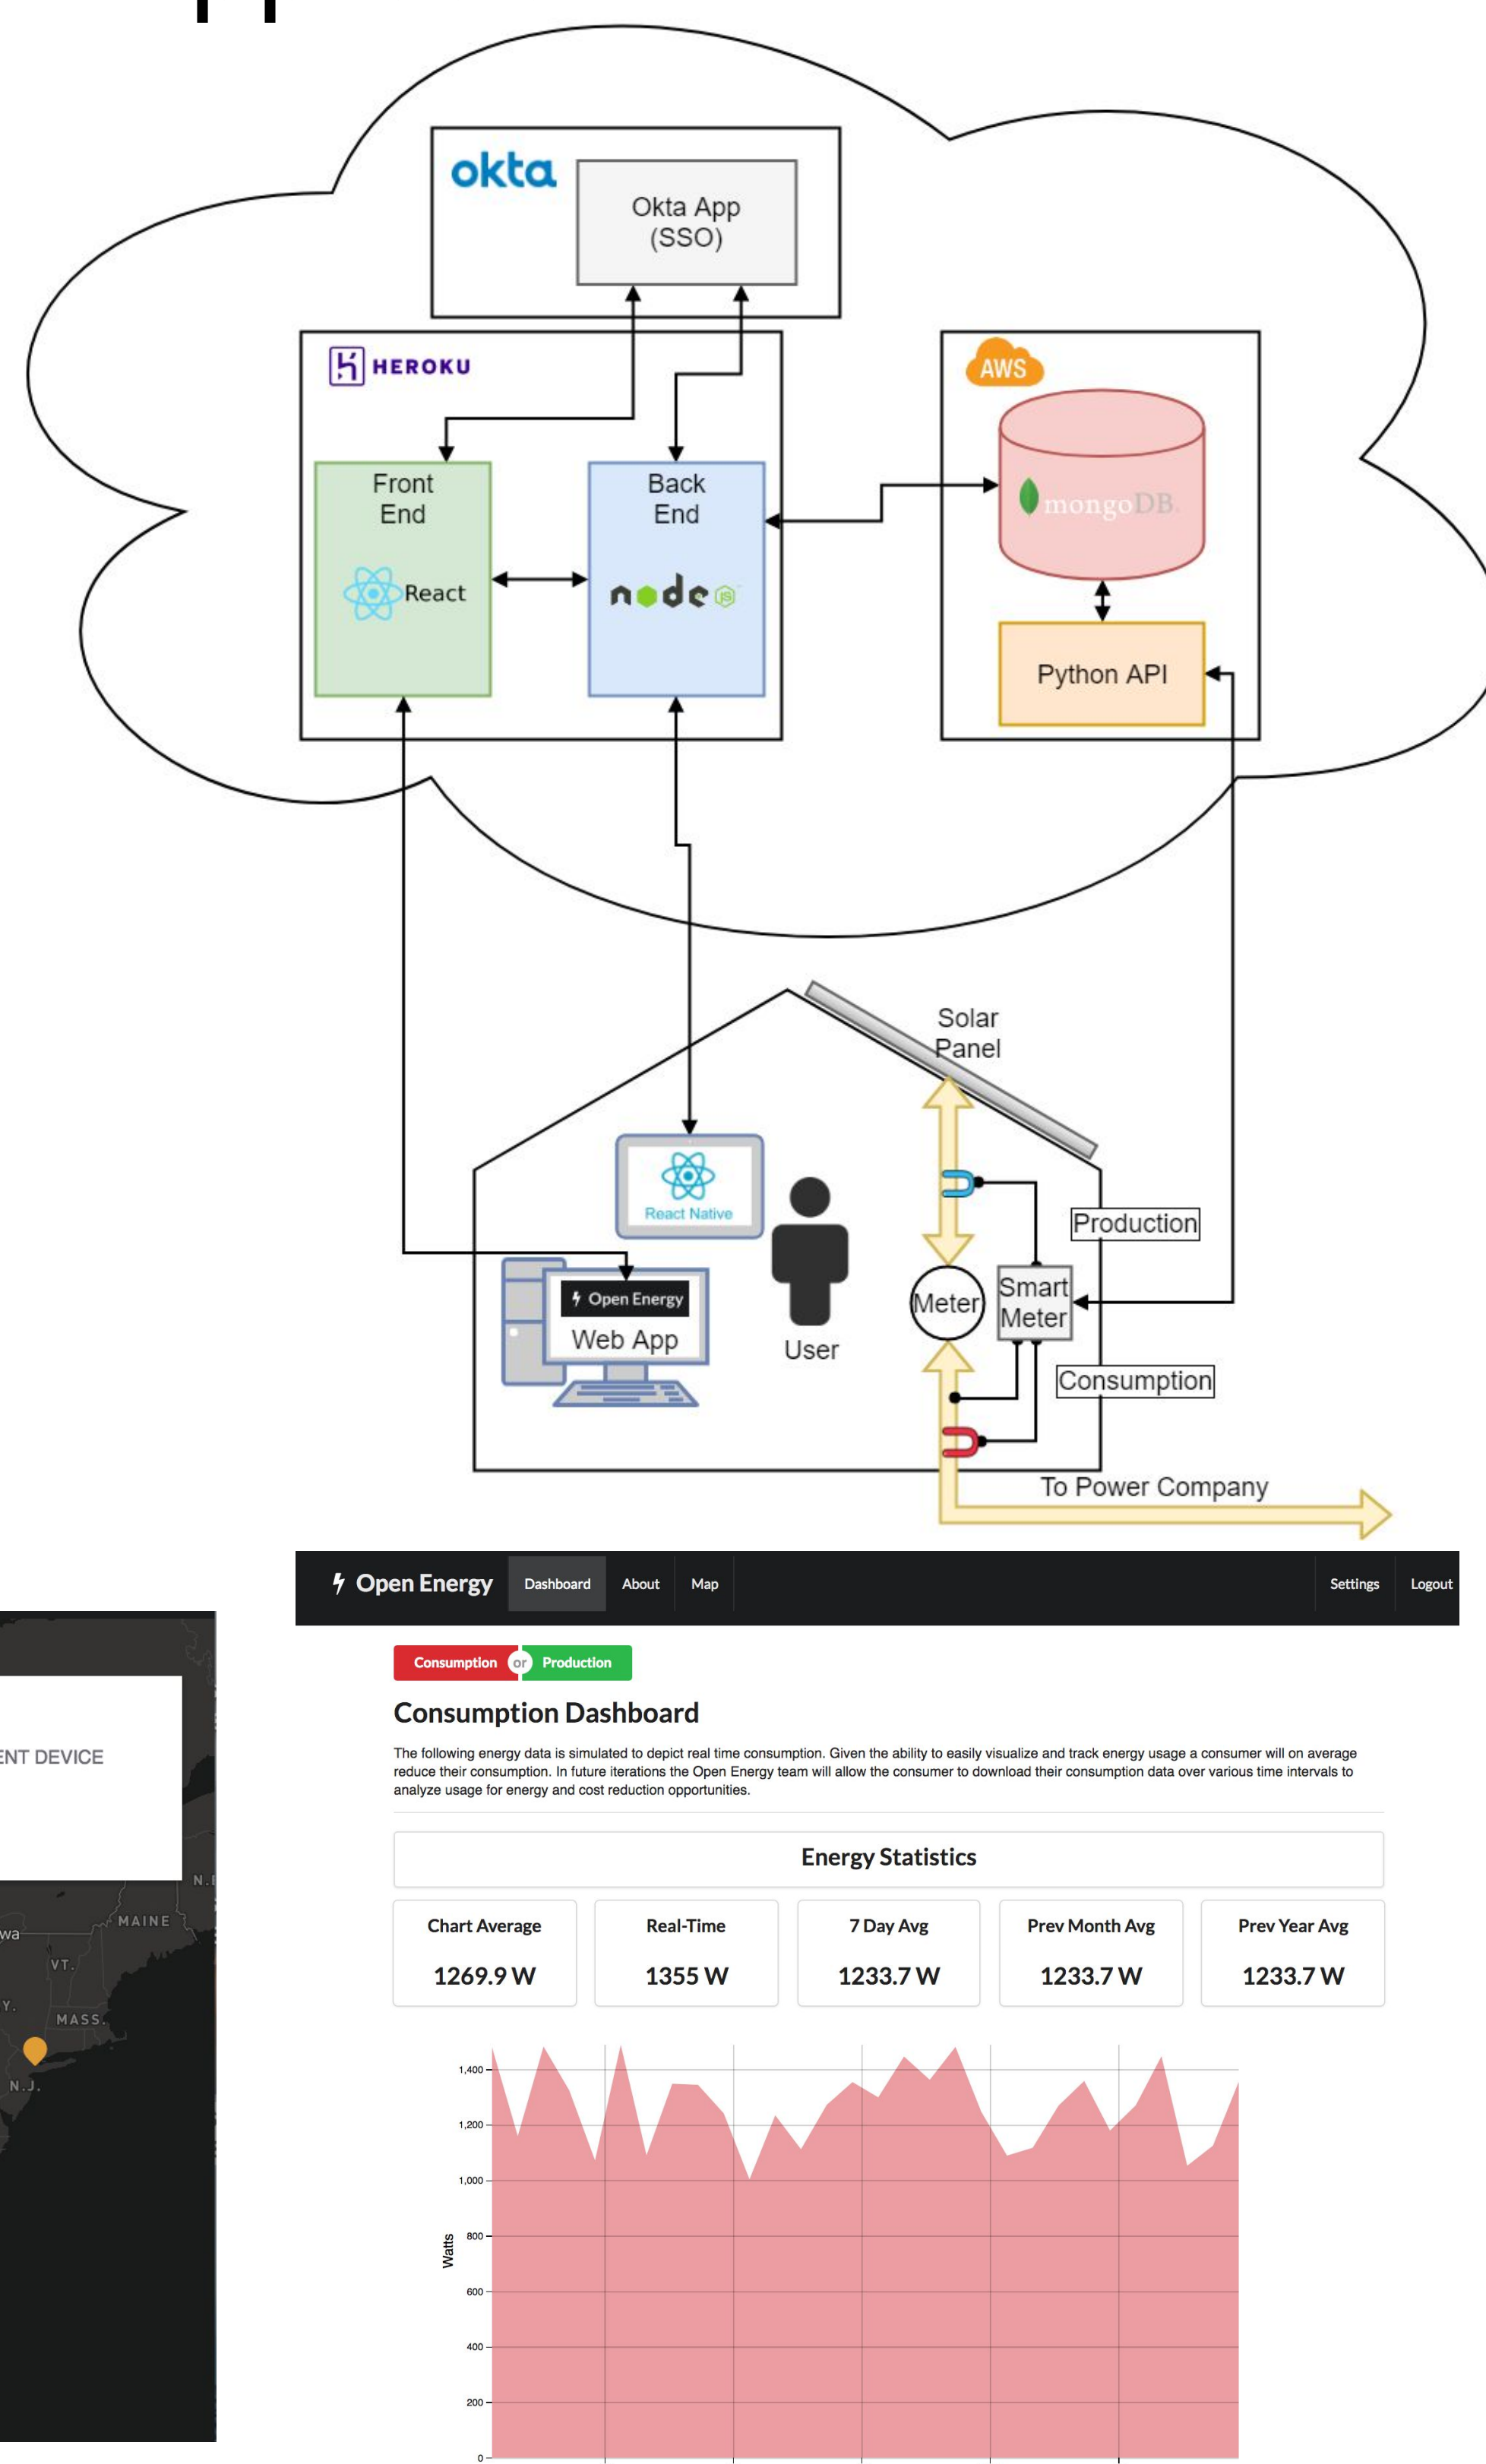 okta
Okta App
(SSO)
HEROKU
AWS
Front
End
React
Back
End
node JS
mongoDB.
Python API
Solar
Panel
React Native
Production
Open Energy
Web App
User
Meter
Smart
Meter
Consumption
To Power Company
Open Energy
Dashboard
About
Map
Settings
Logout
Consumption or Production
Consumption Dashboard
The following energy data is simulated to depict real time consumption. Given the ability to easily visualize and track energy usage a consumer will on average
reduce their consumption. In future iterations the Open Energy team will allow the consumer to download their consumption data over various time intervals to
analyze usage for energy and cost reduction opportunities.
Energy Statistics
Chart Average
1269.9 W
Real-Time
1355 W
7 Day Avg
1233.7 W
Prev Month Avg
1233.7 W
Prev Year Avg
1233.7 W
1,400
1,200
1,000
800
600
400
200
0
Watts
ENT DEVICE
MAINE
VT.
MASS.
N.J.